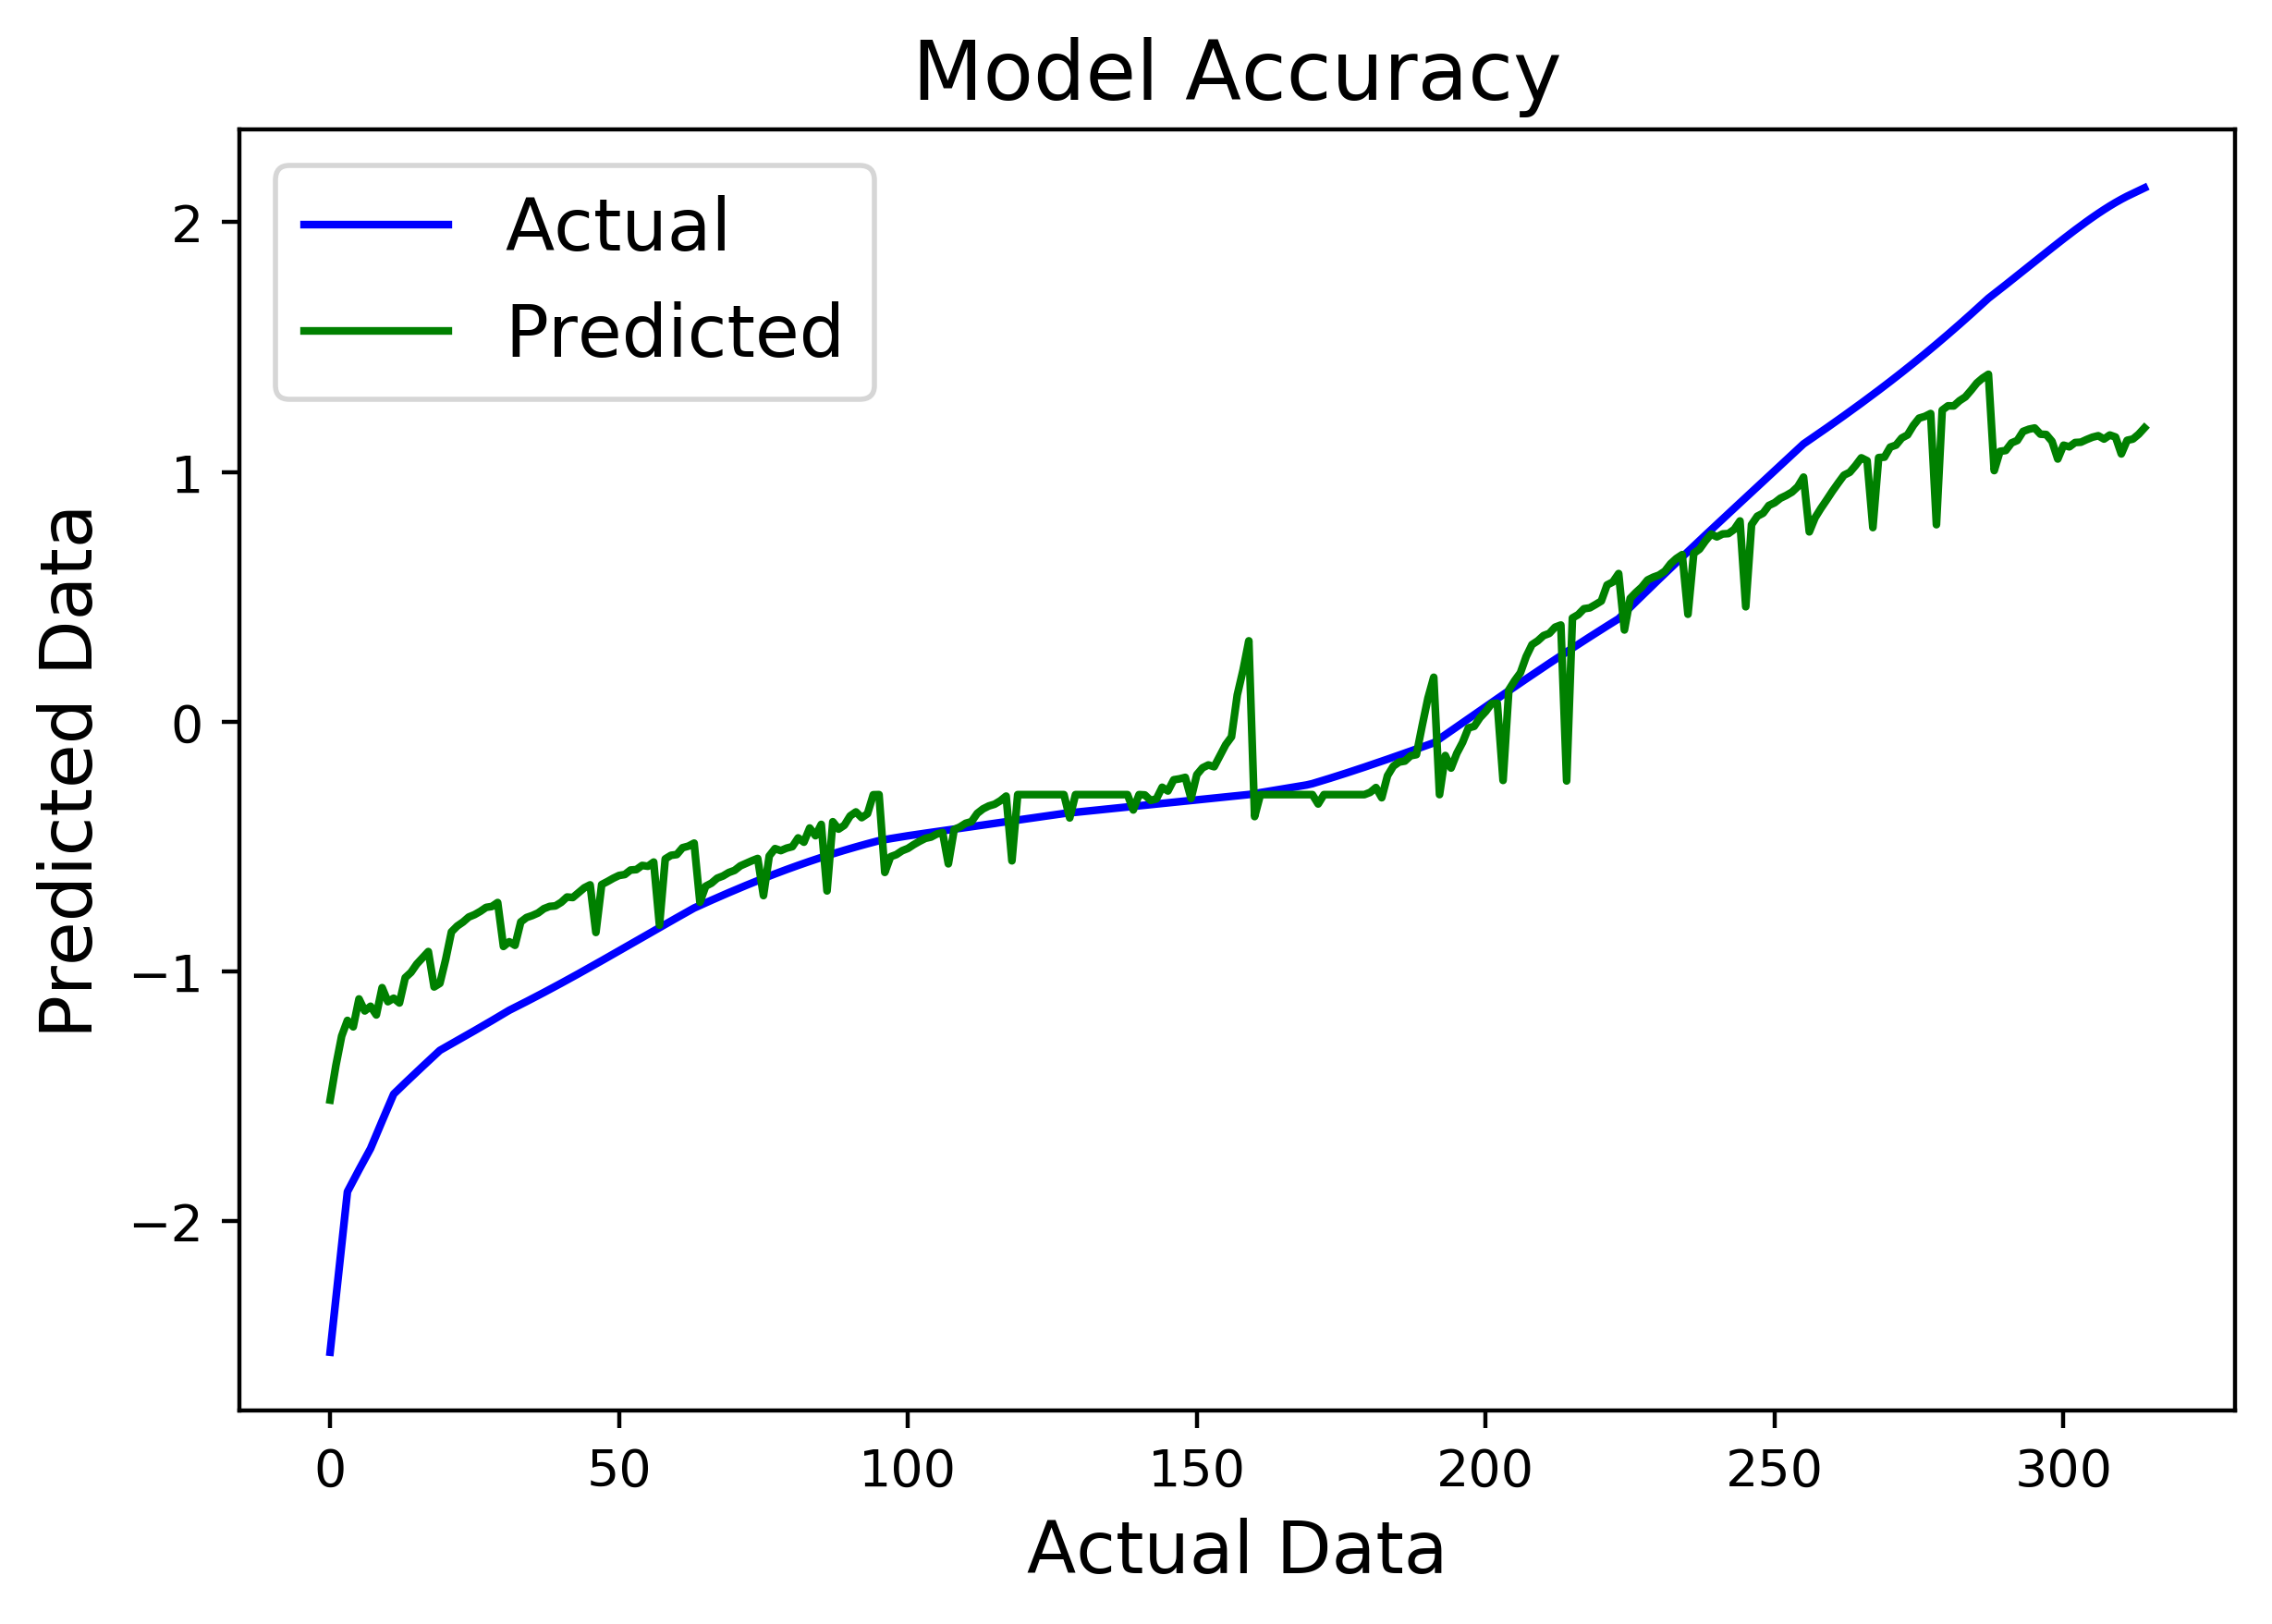 Model Accuracy
Actual
Predicted
Predicted Data
2
1
0
−1
−2
0 50 100 150 200 250 300
Actual Data